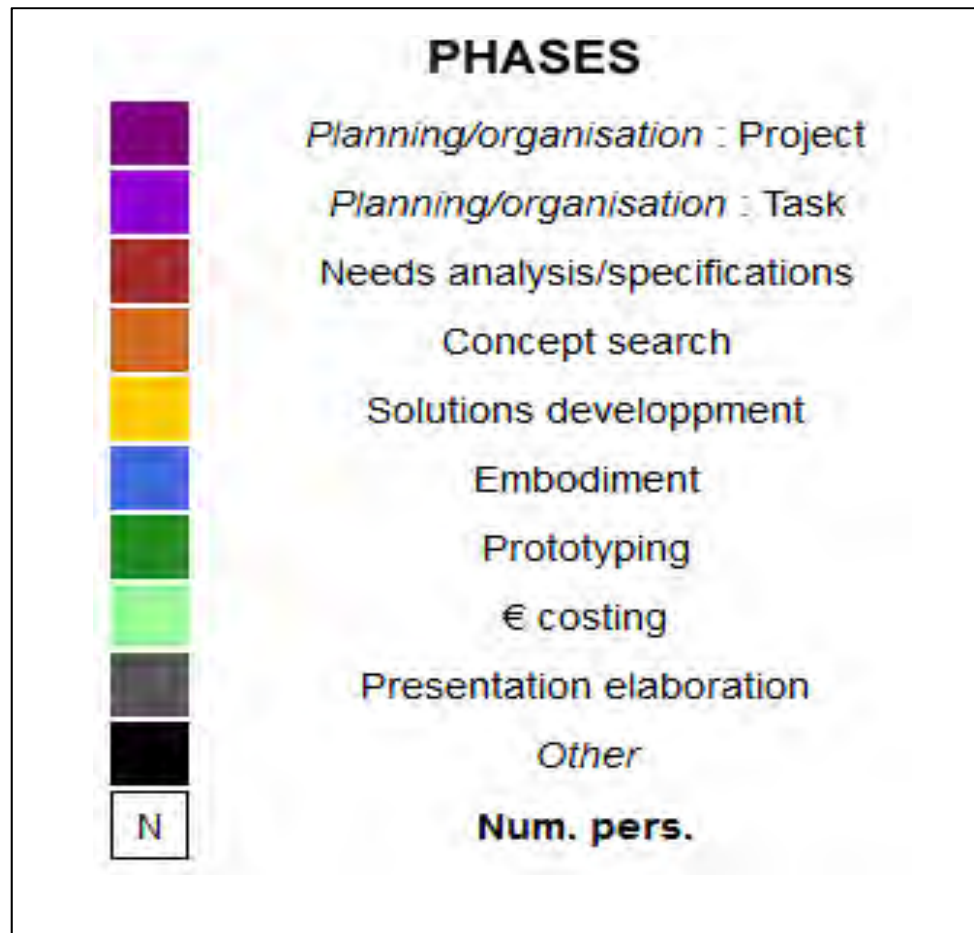 PHASES
Planning/organisation : Project
Planning/organisation : Task
Needs analysis/specifications
Concept search
Solutions developpment
Embodiment
Prototyping
€ costing
Presentation elaboration
Other
N Num. pers.